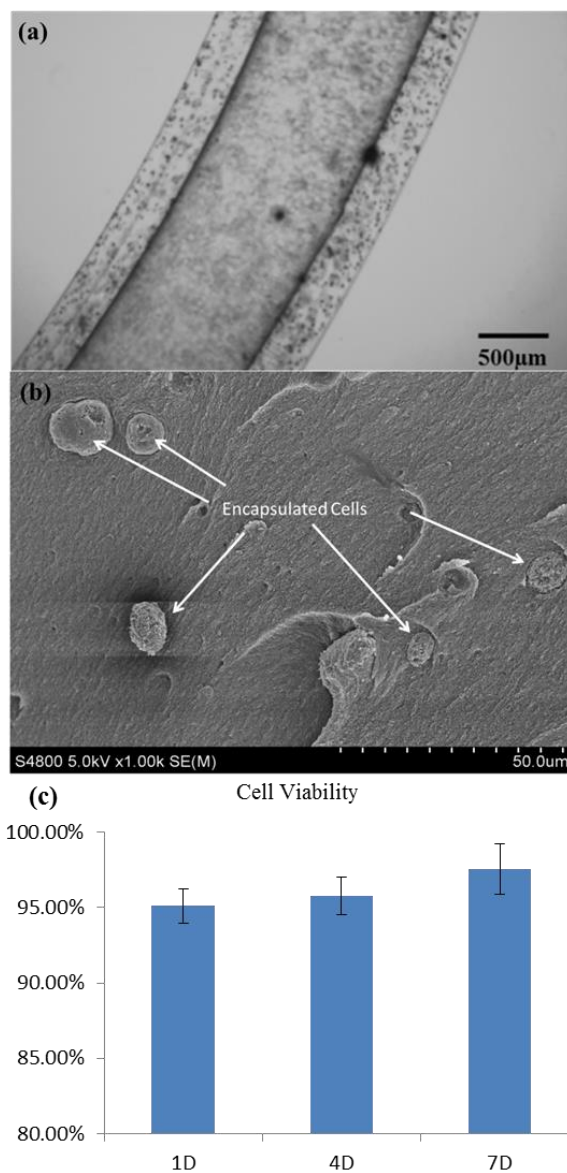 (a)
500μm
(b)
Encapsulated Cells
S4800 5.0kV x1.00k SE(M)
50.0um
Cell Viability
(c)
100.00%
95.00%
90.00%
85.00%
80.00%
1D
4D
7D